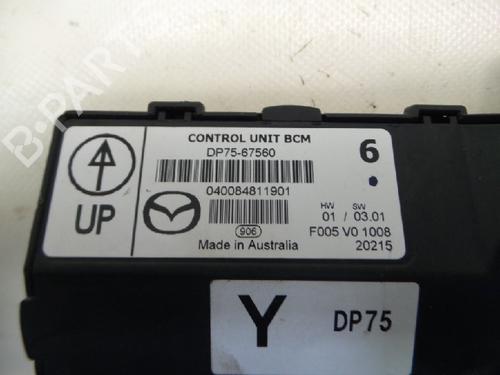 CONTROL UNIT BCM
DP75-67560
6
040084811901
UP
HW SW
01 / 03.01
906
F005 V0 1008
Made in Australia
20215
Y
DP75
B-PARTS